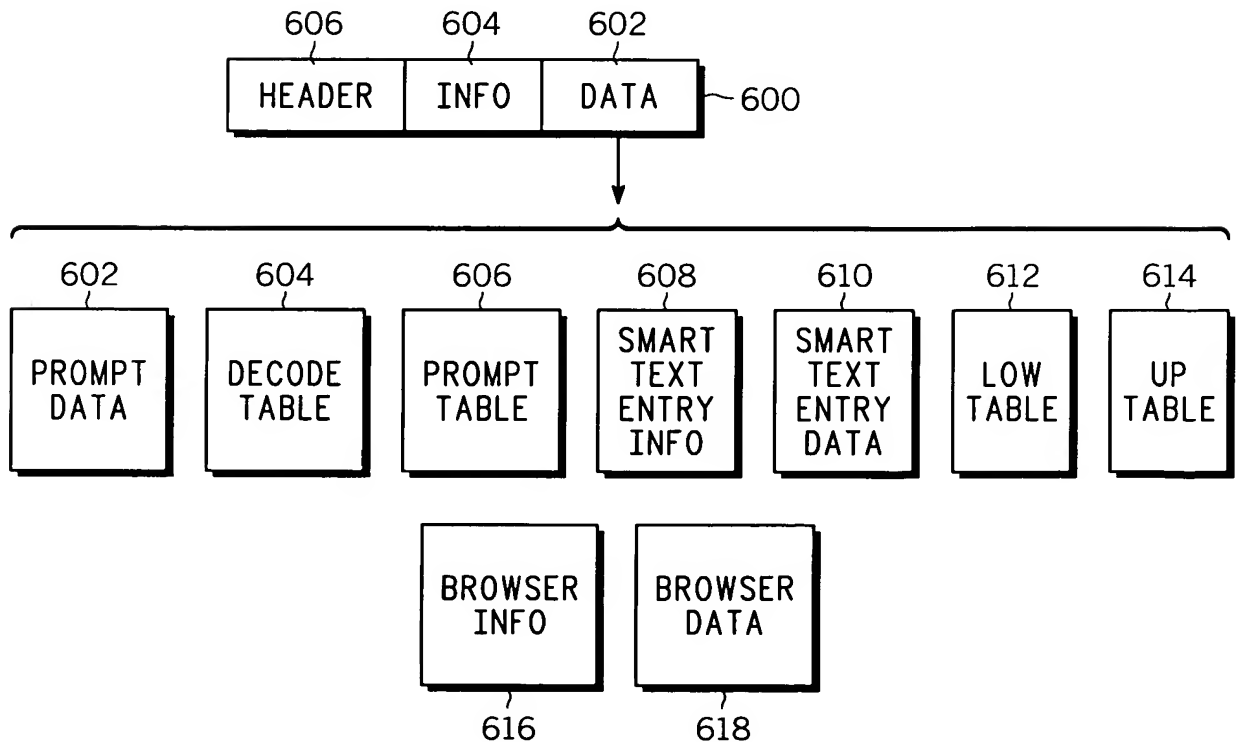 606 604 602
HEADER INFO DATA 600
602 604 606 608 610 612 614
PROMPT DATA
DECODE TABLE
PROMPT TABLE
SMART TEXT ENTRY INFO
SMART TEXT ENTRY DATA
LOW TABLE
UP TABLE
BROWSER INFO
BROWSER DATA
616 618